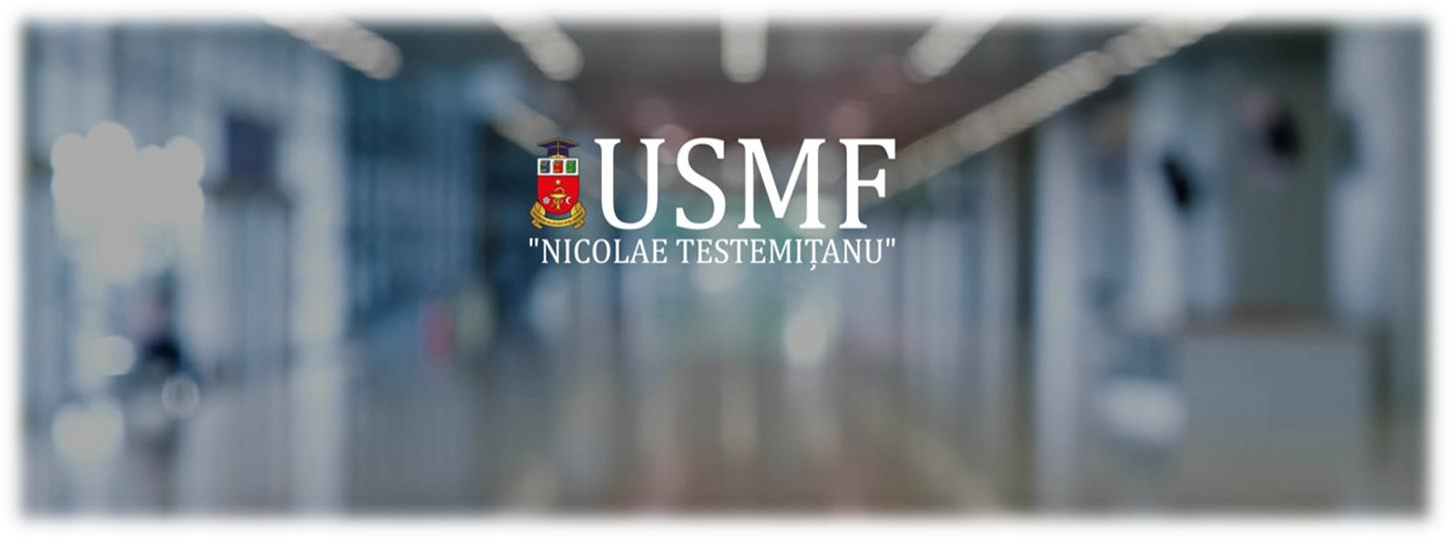 USMF
"NICOLAE TESTEMIȚANU"